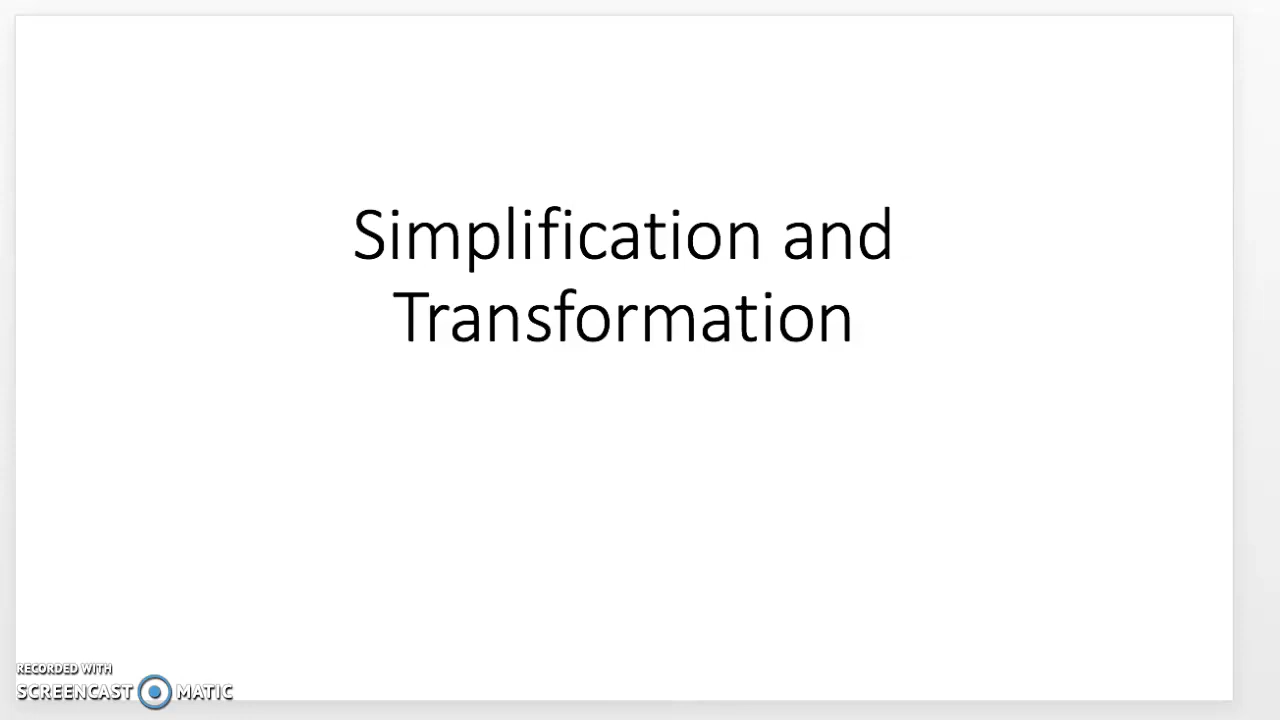 Simplification and
Transformation
RECORDED WITH
SCREENCAST MATIC